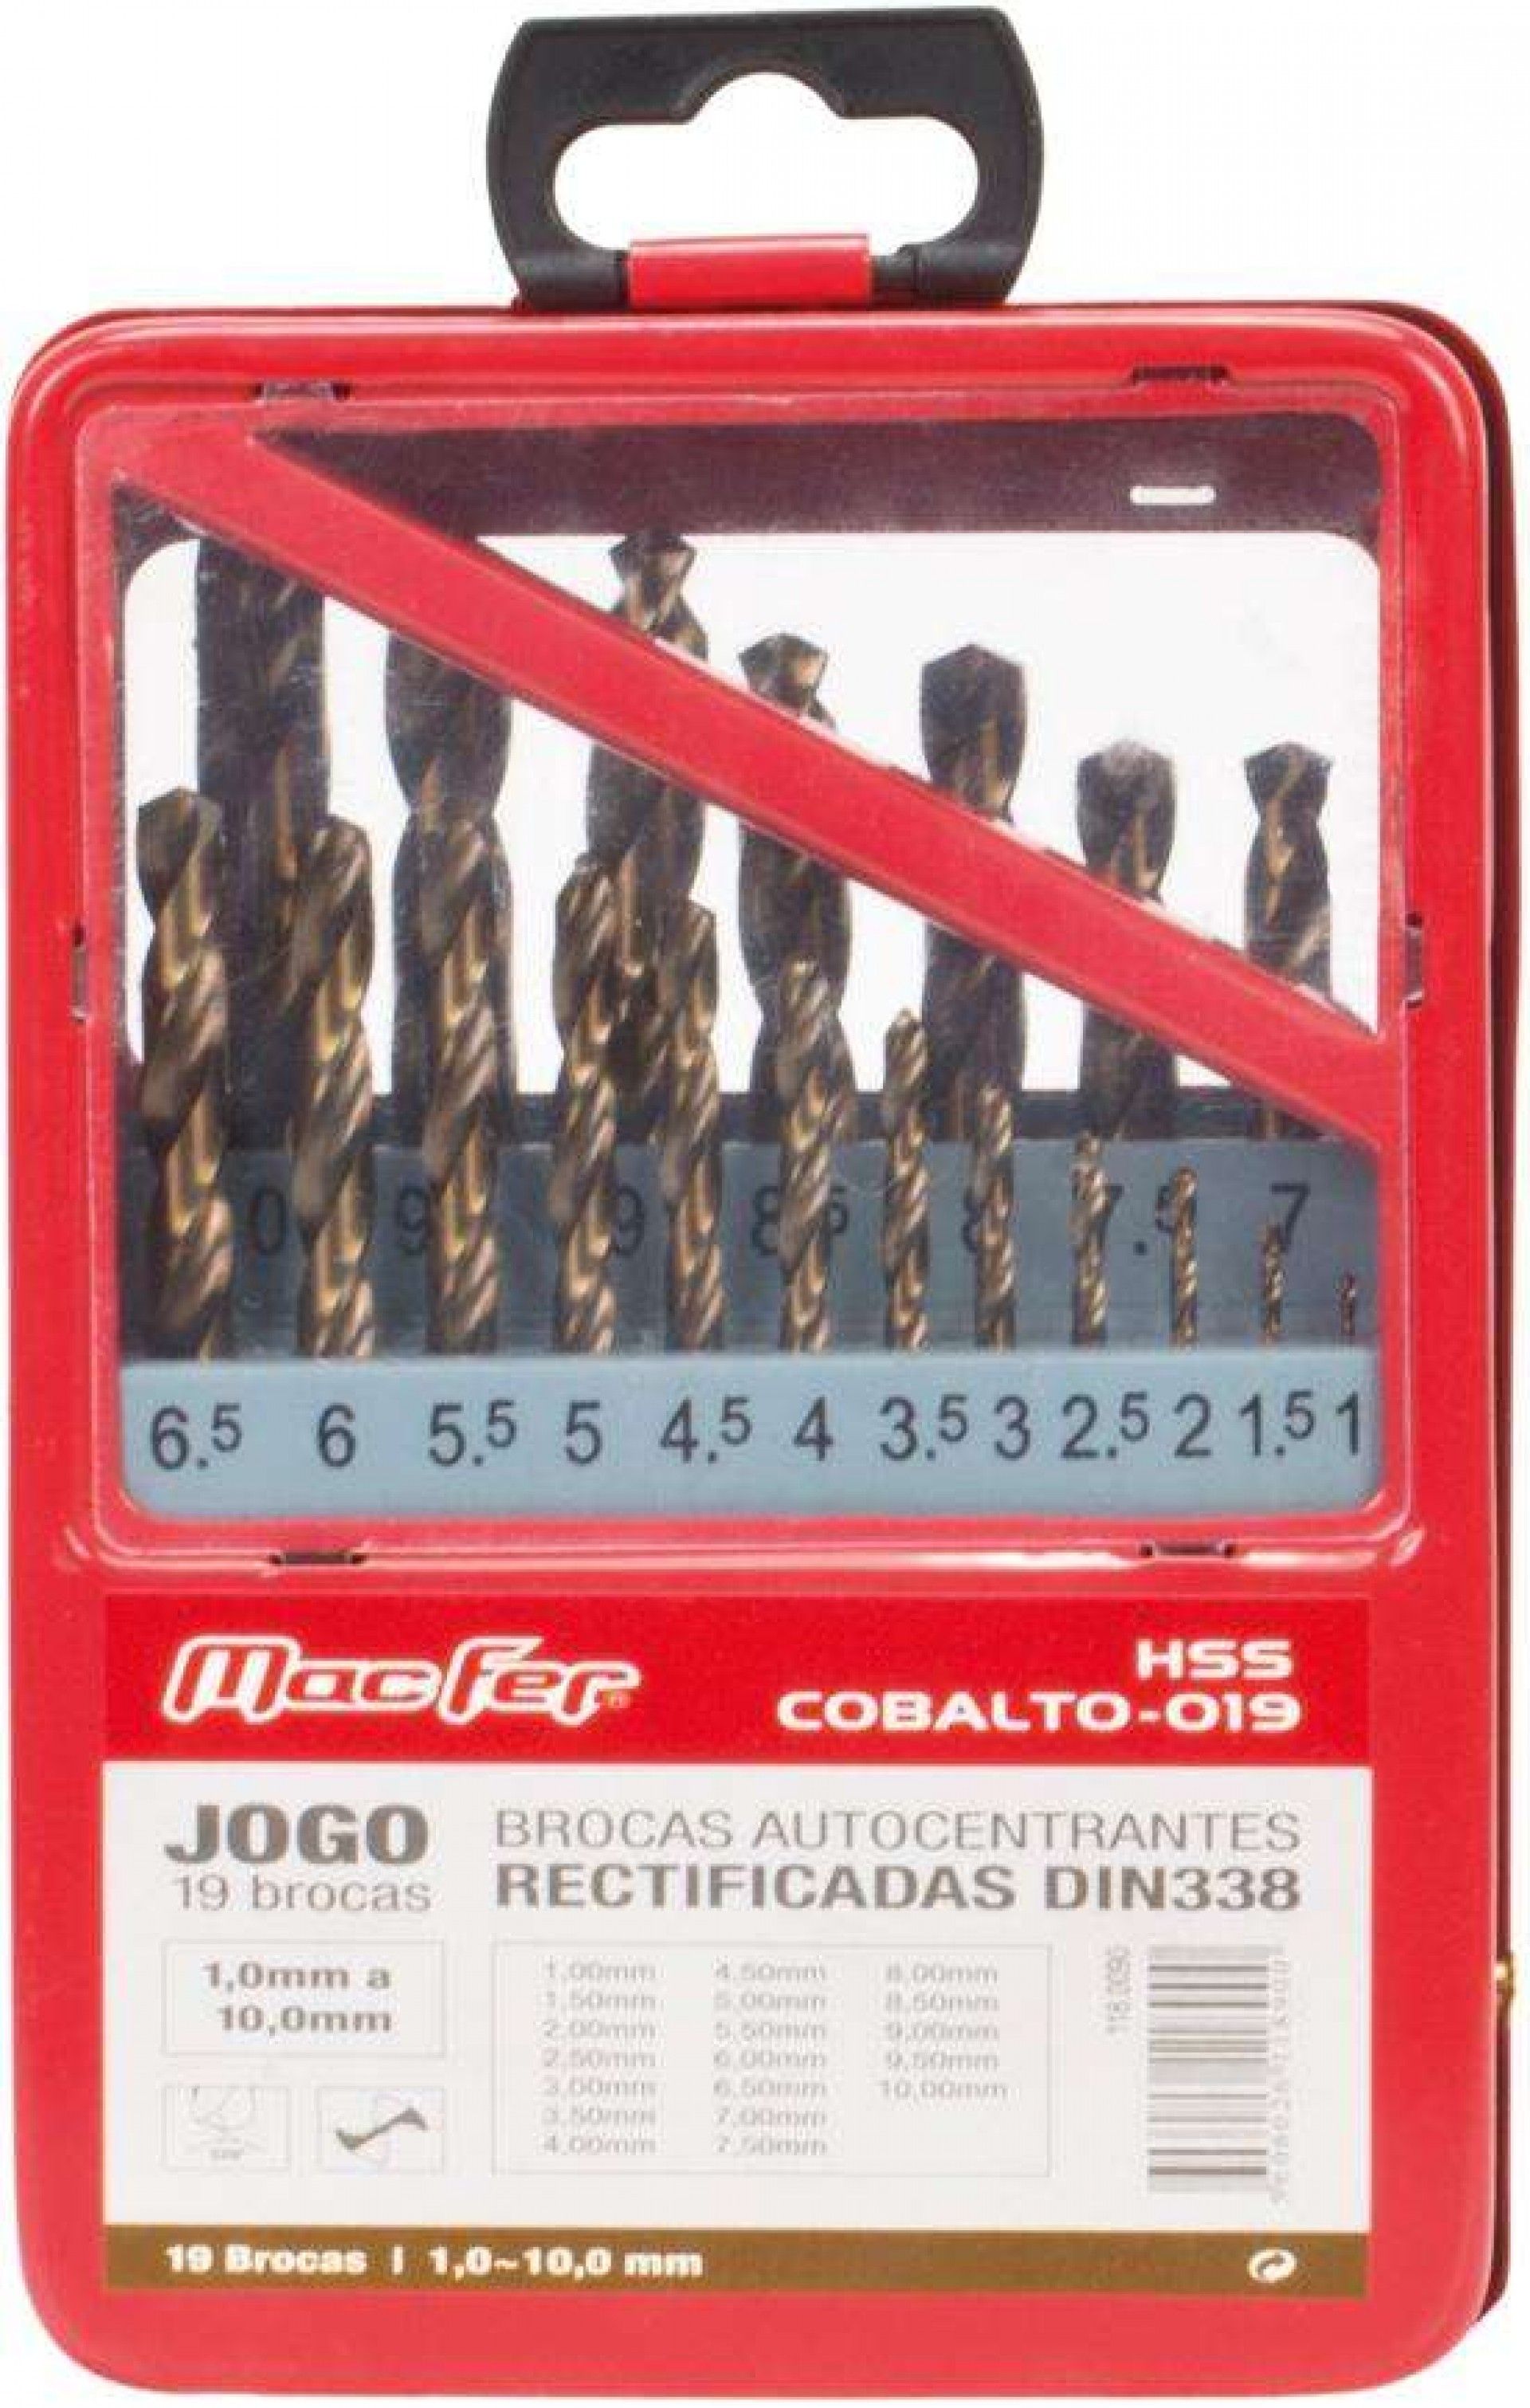 9 9 8 7.5 7
6.5 6 5.5 5 4.5 4 3.5 3 2.5 2 1.5 1
MacFer®
HSS
COBALTO-019
JOGO
19 brocas
BROCAS AUTOCENTRANTES
RECTIFICADAS DIN338
1,0mm a
10,0mm
1,00mm 4,50mm 8,00mm
1,50mm 5,00mm 8,50mm
2,00mm 5,50mm 9,00mm
2,50mm 6,00mm 9,50mm
3,00mm 6,50mm 10,00mm
3,50mm 7,00mm
4,00mm 7,50mm
118.0090
19 Brocas | 1,0~10,0 mm